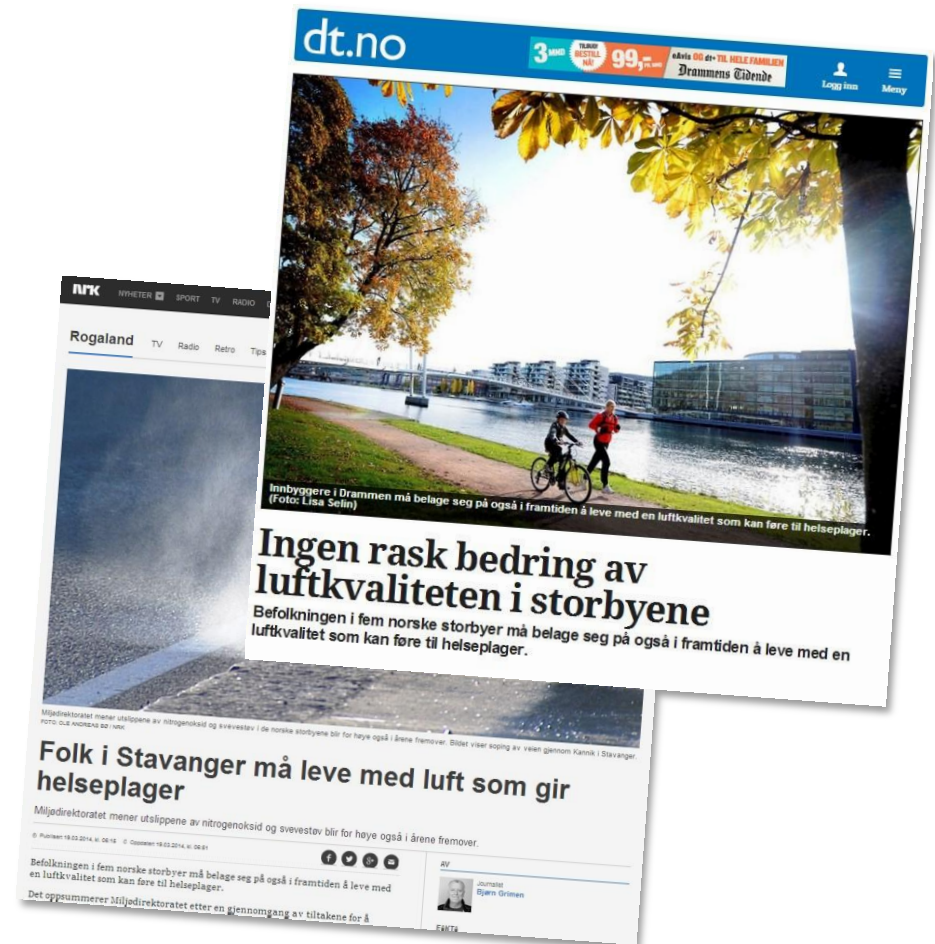 dt.no
3 MND
TILBUD!
BESTILL
NÅ!
99,-
eAvis OG dt+ TIL HELE FAMILIEN
Drammens Tidende
Logg inn
Meny
Innbyggere i Drammen må belage seg på også i framtiden å leve med en luftkvalitet som kan føre til helseplager.
(Foto: Lisa Selin)
Ingen rask bedring av
luftkvaliteten i storbyene
Befolkningen i fem norske storbyer må belage seg på også i framtiden å leve med en
luftkvalitet som kan føre til helseplager.
NRK
NYHETER
SPORT
TV
RADIO
Rogaland
TV
Radio
Retro
Tips
Miljødirektoratet mener utslippene av nitrogenoksid og svevestøv i de norske storbyene blir for høye også i årene fremover. Bildet viser soping av veien gjennom Kannik i Stavanger.
FOTO: OLE ANDREAS BØ / NRK
Folk i Stavanger må leve med luft som gir
helseplager
Miljødirektoratet mener utslippene av nitrogenoksid og svevestøv blir for høye også i årene fremover.
AV
Journalist
Bjørn Grimen
Befolkningen i fem norske storbyer må belage seg på også i framtiden å leve med
en luftkvalitet som kan føre til helseplager.
Det oppsummerer Miljødirektoratet etter en gjennomgang av tiltakene for å
FAKTA